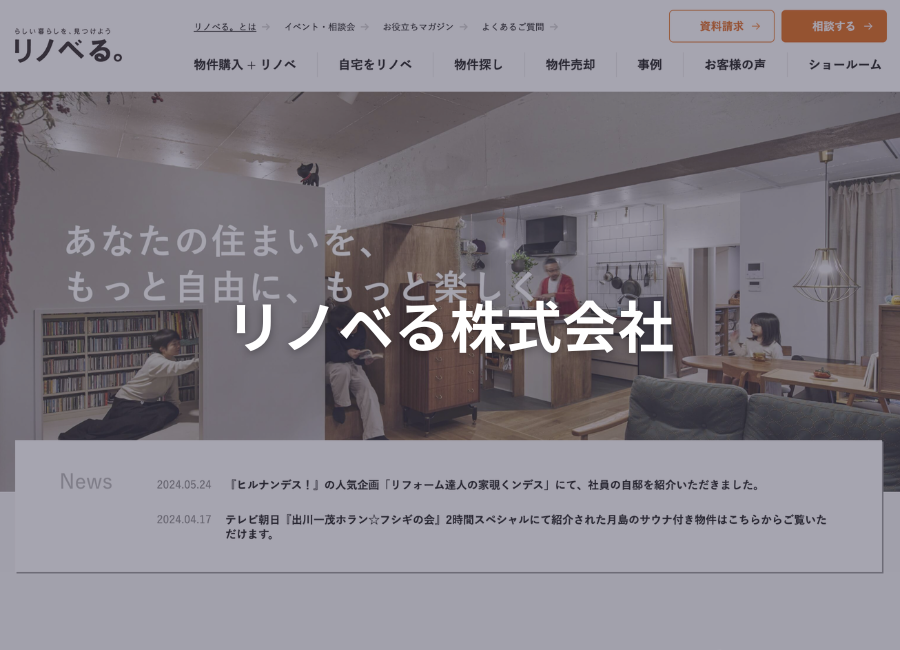 らしい暮らしを、見つけよう
リノベる。
リノベる。とは → イベント・相談会 → お役立ちマガジン → よくあるご質問 →
資料請求 →
相談する →
物件購入 + リノベ 自宅をリノベ 物件探し 物件売却 事例 お客様の声 ショールーム
あなたの住まいを、
もっと自由に、もっと楽しく。
リノベる株式会社
News
2024.05.24 『ヒルナンデス！』の人気企画「リフォーム達人の家覗くンデス」にて、社員の自邸を紹介いただきました。
2024.04.17 テレビ朝日『出川一茂ホラン☆フシギの会』2時間スペシャルにて紹介された月島のサウナ付き物件はこちらからご覧いた
だけます。